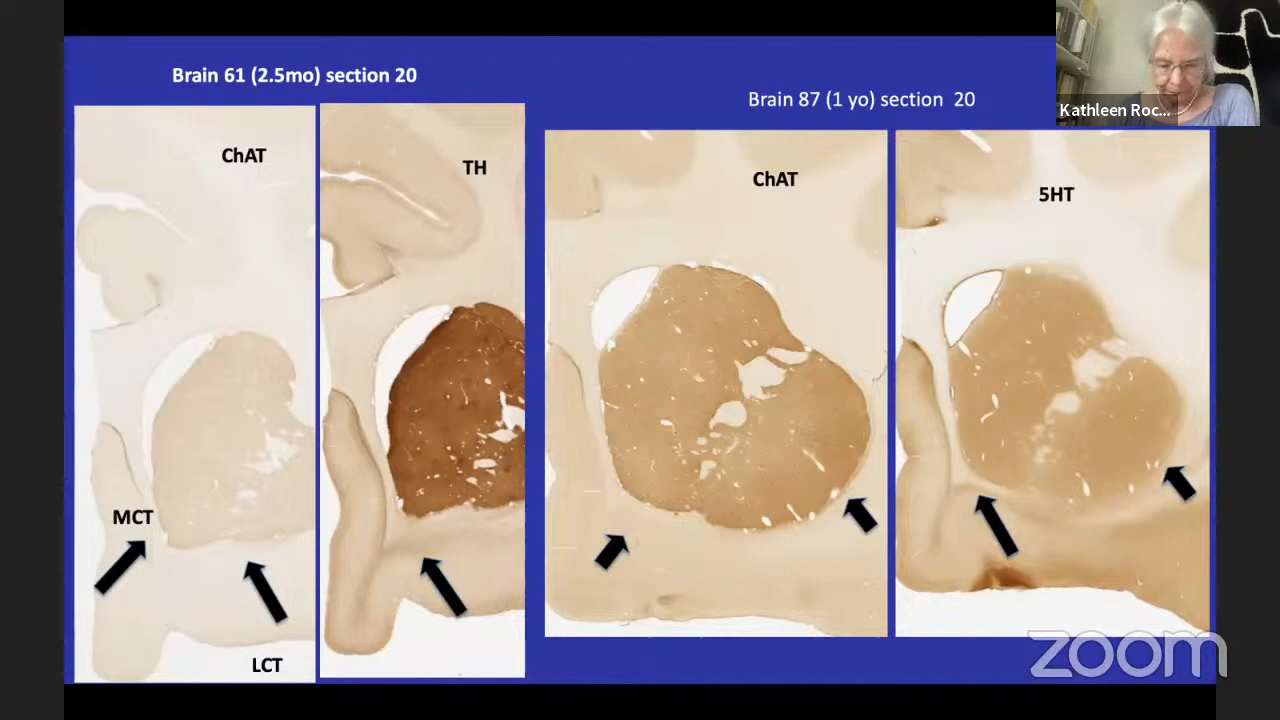 Brain 61 (2.5mo) section 20
Brain 87 (1 yo) section 20
Kathleen Roc...
ChAT
TH
ChAT
5HT
MCT
LCT
zoom